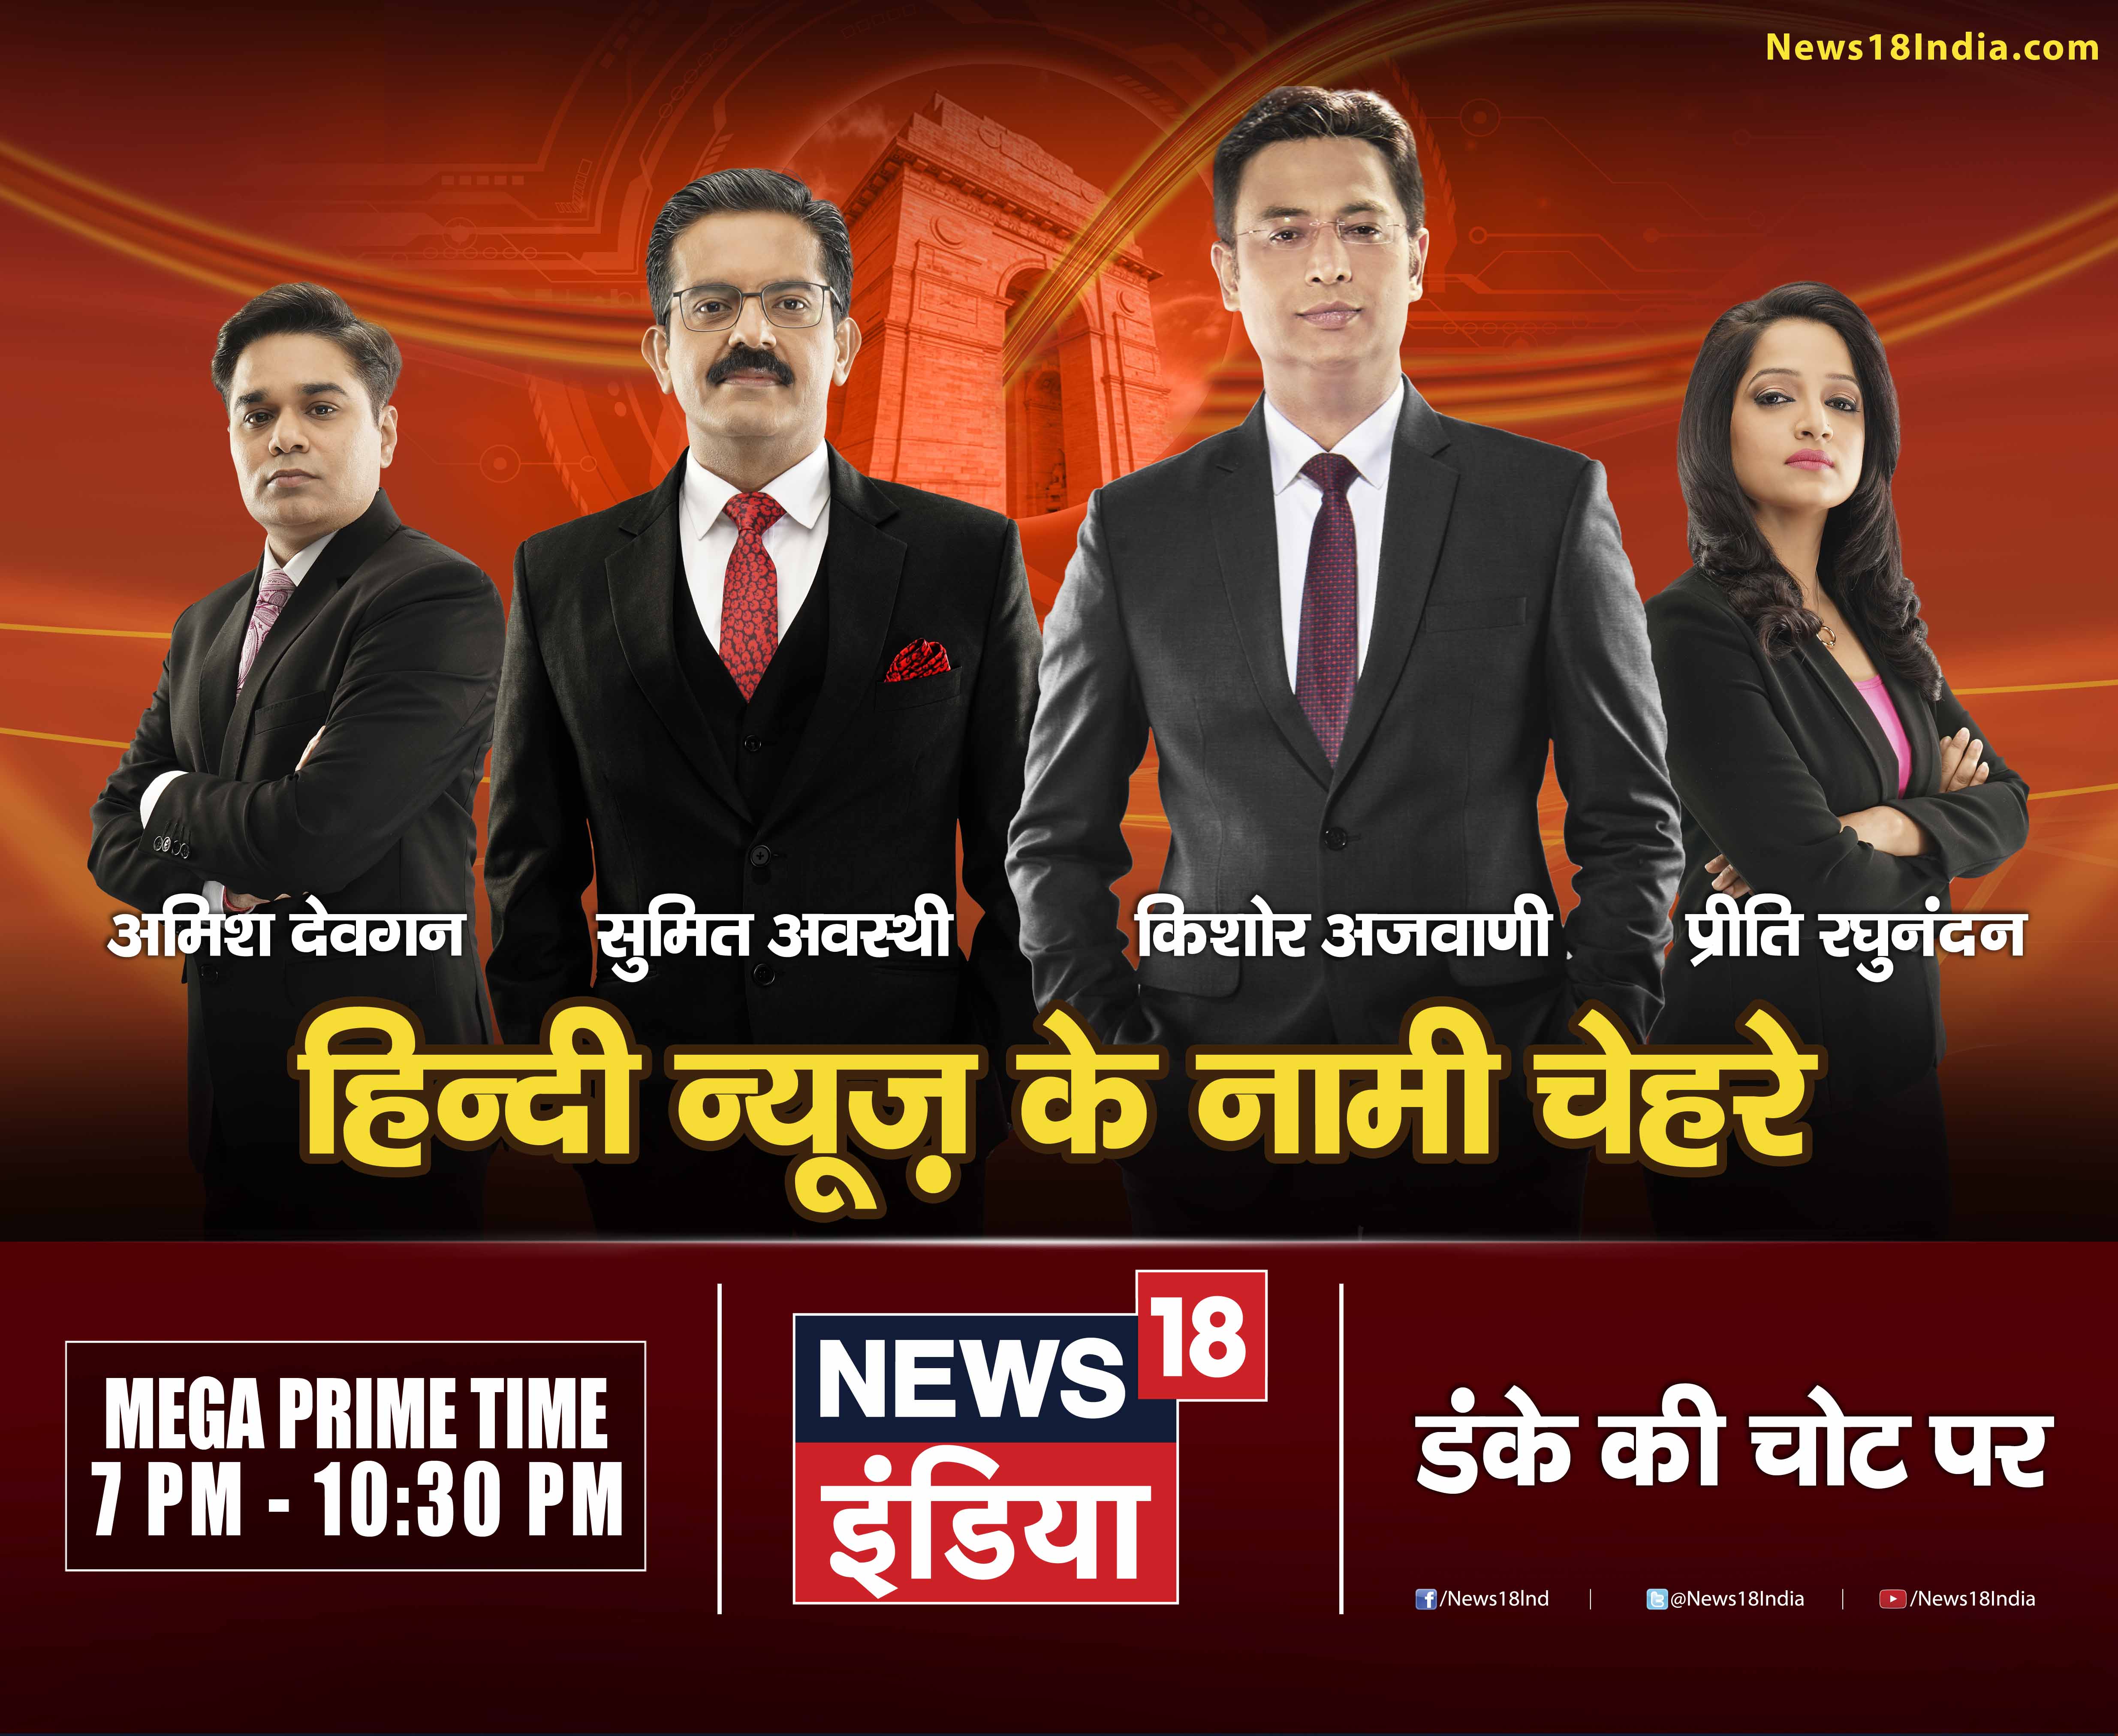 News18India.com
अमिश देवगन
सुमित अवस्थी
किशोर अजवाणी
प्रीति रघुनंदन
हिन्दी न्यूज़ के नामी चेहरे
MEGA PRIME TIME
7 PM - 10:30 PM
NEWS 18
इंडिया
डंके की चोट पर
/News18Ind
@News18India
/News18India